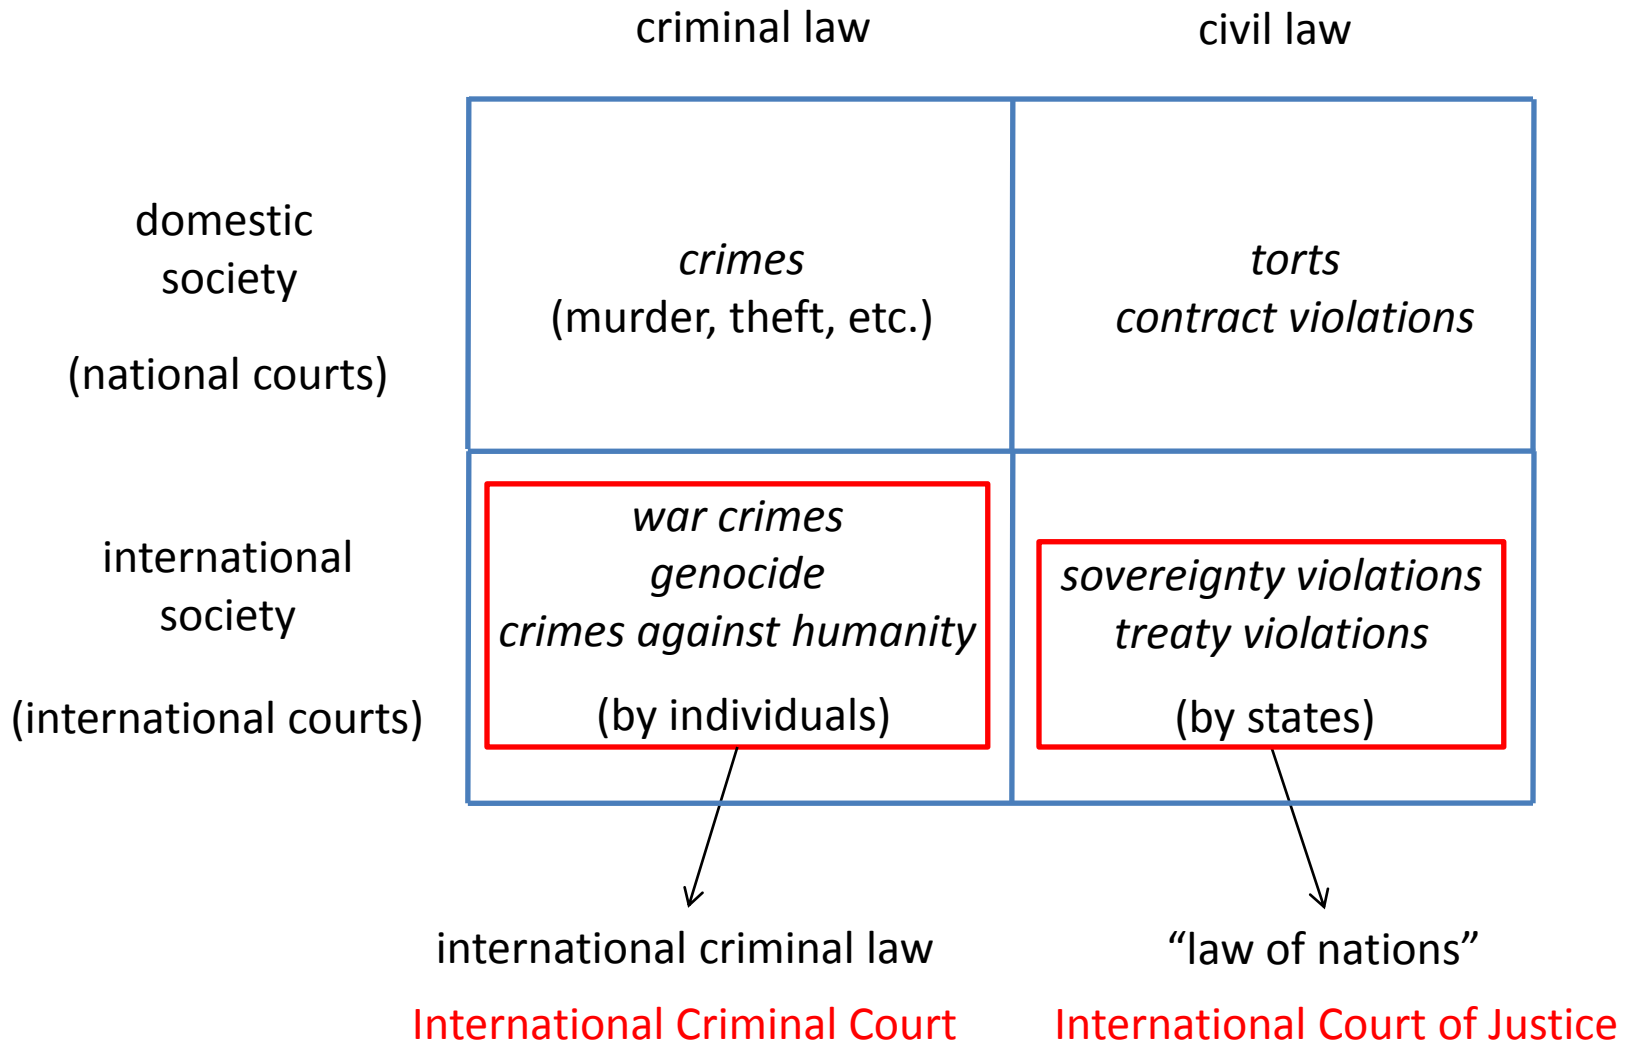 criminal law
civil law
domestic
society
(national courts)
crimes
(murder, theft, etc.)
torts
contract violations
international
society
(international courts)
war crimes
genocide
crimes against humanity
(by individuals)
sovereignty violations
treaty violations
(by states)
international criminal law
International Criminal Court
“law of nations”
International Court of Justice